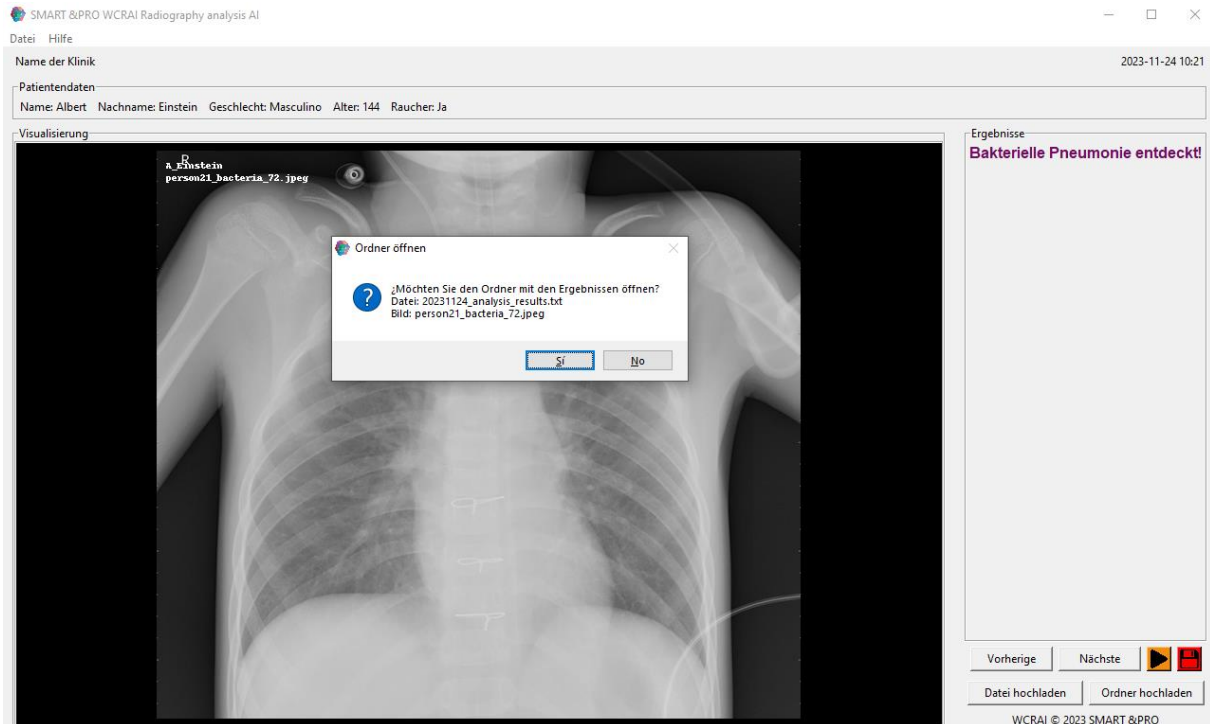 SMART &PRO WCRAI Radiography analysis AI
Datei Hilfe
Name der Klinik 2023-11-24 10:21
Patientendaten
Name: Albert Nachname: Einstein Geschlecht: Masculino Alter: 144 Raucher: Ja
Visualisierung
R
A_Einstein
person21_bacteria_72.jpeg
Ordner öffnen
¿Möchten Sie den Ordner mit den Ergebnissen öffnen?
Datei: 20231124_analysis_results.txt
Bild: person21_bacteria_72.jpeg
Sí No
Ergebnisse
Bakterielle Pneumonie entdeckt!
Vorherige Nächste
Datei hochladen Ordner hochladen
WCRAI © 2023 SMART &PRO